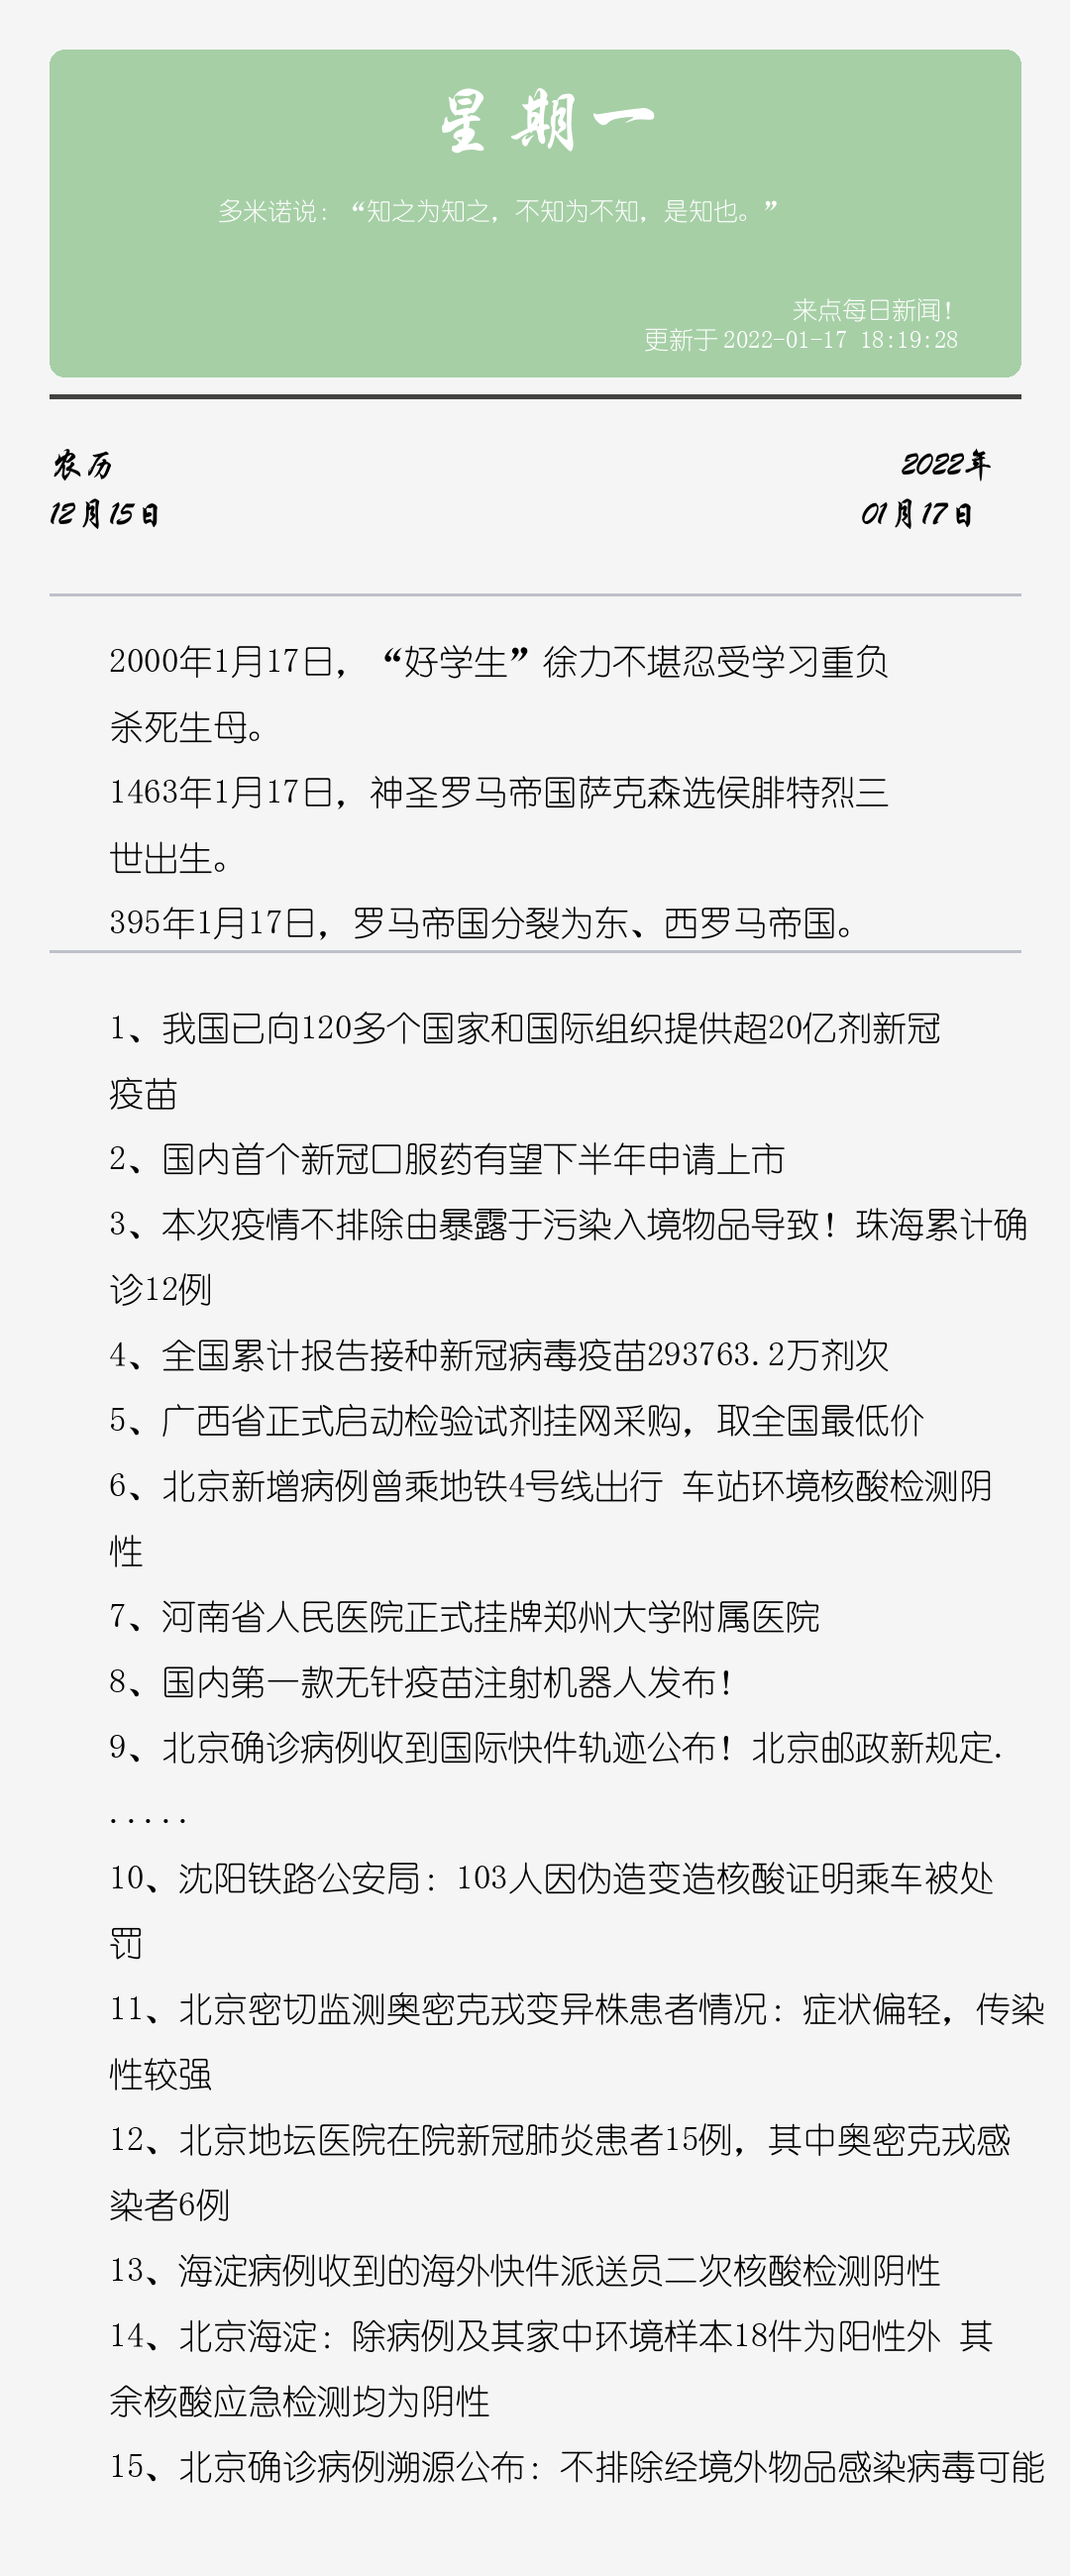 星期一
多米诺说：“知之为知之，不知为不知，是知也。”
来点每日新闻！
更新于 2022-01-17 18:19:28
农历
2022年
12月15日
01月17日
2000年1月17日，“好学生”徐力不堪忍受学习重负
杀死生母。
1463年1月17日，神圣罗马帝国萨克森选侯腓特烈三
世出生。
395年1月17日，罗马帝国分裂为东、西罗马帝国。
1、我国已向120多个国家和国际组织提供超20亿剂新冠
疫苗
2、国内首个新冠口服药有望下半年申请上市
3、本次疫情不排除由暴露于污染入境物品导致！珠海累计确
诊12例
4、全国累计报告接种新冠病毒疫苗293763.2万剂次
5、广西省正式启动检验试剂挂网采购，取全国最低价
6、北京新增病例曾乘地铁4号线出行 车站环境核酸检测阴
性
7、河南省人民医院正式挂牌郑州大学附属医院
8、国内第一款无针疫苗注射机器人发布！
9、北京确诊病例收到国际快件轨迹公布！北京邮政新规定.
.....
10、沈阳铁路公安局：103人因伪造变造核酸证明乘车被处
罚
11、北京密切监测奥密克戎变异株患者情况：症状偏轻，传染
性较强
12、北京地坛医院在院新冠肺炎患者15例，其中奥密克戎感
染者6例
13、海淀病例收到的海外快件派送员二次核酸检测阴性
14、北京海淀：除病例及其家中环境样本18件为阳性外 其
余核酸应急检测均为阴性
15、北京确诊病例溯源公布：不排除经境外物品感染病毒可能